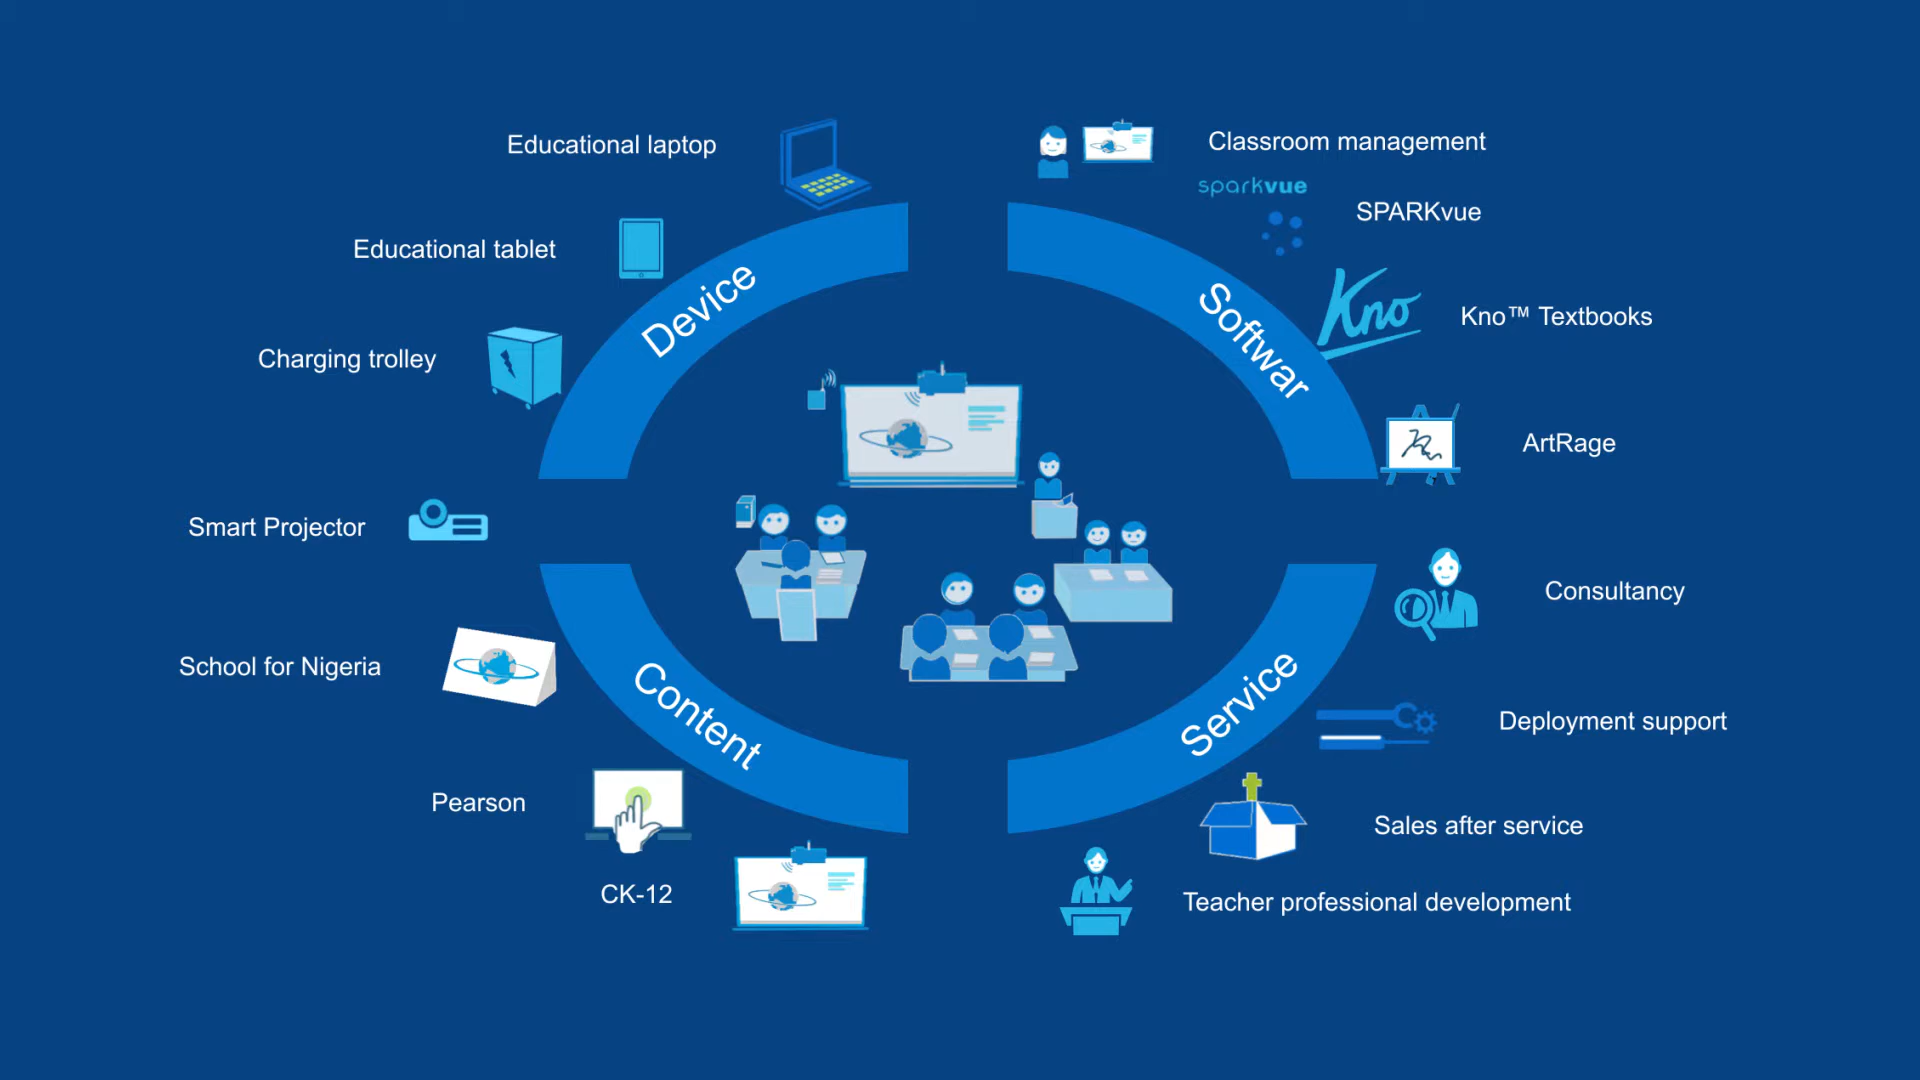 Educational laptop
Educational tablet
Charging trolley
Smart Projector
Device
Classroom management
sparkvue
SPARKvue
Kno
Kno™ Textbooks
ArtRage
Softwar
School for Nigeria
Pearson
CK-12
Content
Consultancy
Deployment support
Sales after service
Teacher professional development
Service